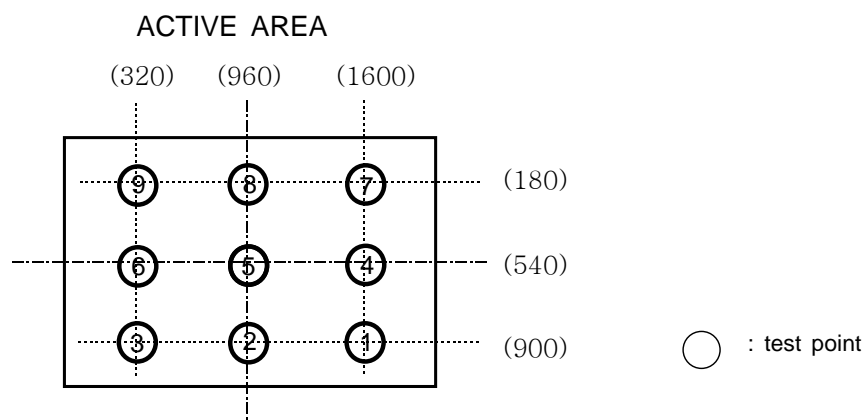 ACTIVE AREA
(320) (960) (1600)
9 8 7 (180)
6 5 4 (540)
3 2 1 (900)
: test point